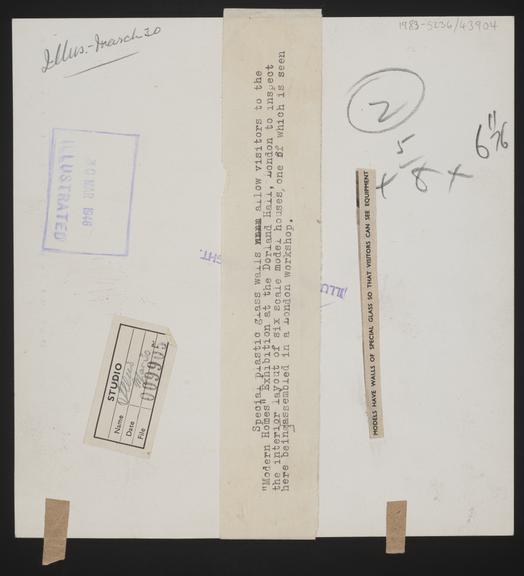 Illus.-March 30
1983-5236/43904
2
5
8
6 11/16
30 MAR 1946
ILLUSTRATED
Special plastic glass walls allow visitors to the
"Modern Homes" Exhibition at the Dorland Hall, London to inspect
the interior layout of six scale model houses, one of which is seen
here being assembled in a London workshop.
MODELS HAVE WALLS OF SPECIAL GLASS SO THAT VISITORS CAN SEE EQUIPMENT
STUDIO
Name
Date
File